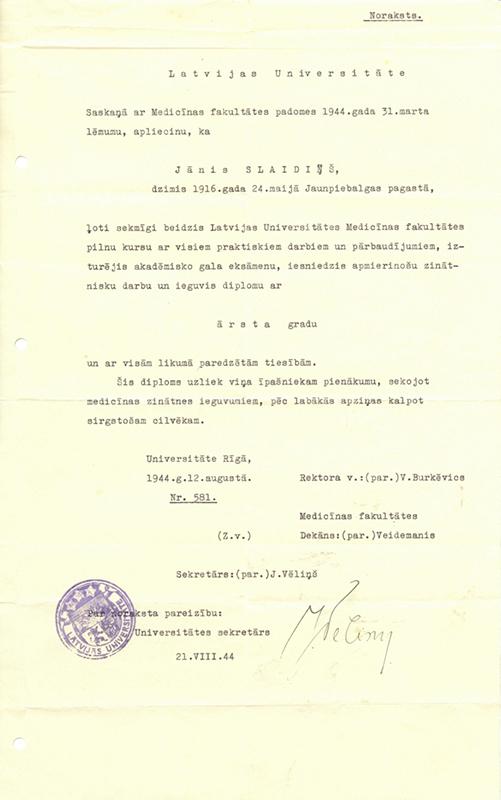 Noraksts.
Latvijas Universitāte
Saskaņā ar Medicīnas fakultātes padomes 1944.gada 31.marta
lēmumu, apliecinu, ka
Jānis SLAIDIŅŠ,
dzimis 1916.gada 24.maijā Jaunpiebalgas pagastā,
ļoti sekmīgi beidzis Latvijas Universitātes Medicīnas fakultātes
pilnu kursu ar visiem praktiskiem darbiem un pārbaudījumiem, iz-
turējis akadēmisko gala eksāmenu, iesniedzis apmierinošu zināt-
nisku darbu un ieguvis diplomu ar
ārsta gradu
un ar visām likumā paredzētām tiesībām.
Šis diploms uzliek viņa īpašniekam pienākumu, sekojot
medicīnas zinātnes ieguvumiem, pēc labākās apziņas kalpot
sirgstošam cilvēkam.
Universitāte Rīgā,
1944.g.12.augustā.
Nr. 581.
Rektora v.:(par.)V.Burkēvics
Medicīnas fakultātes
(Z.v.) Dekāns:(par.)Veidemanis
Sekretārs:(par.)J.Vēliņš
Par noraksta pareizību:
Universitātes sekretārs
21.VIII.44
LATVIJAS UNIVERSITĀTE